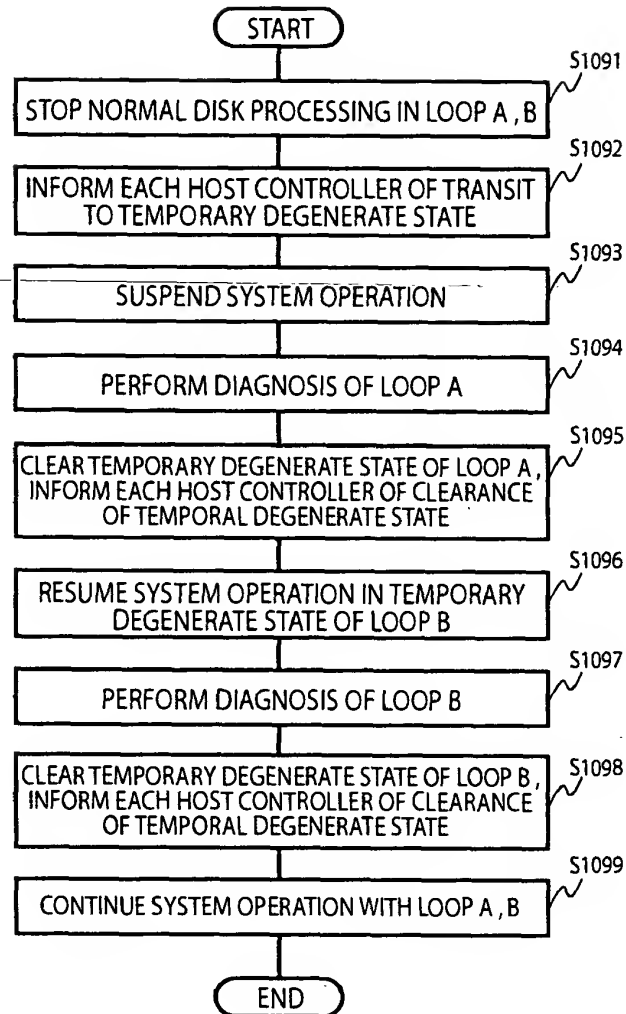 START
S1091
STOP NORMAL DISK PROCESSING IN LOOP A , B
S1092
INFORM EACH HOST CONTROLLER OF TRANSIT
TO TEMPORARY DEGENERATE STATE
S1093
SUSPEND SYSTEM OPERATION
S1094
PERFORM DIAGNOSIS OF LOOP A
S1095
CLEAR TEMPORARY DEGENERATE STATE OF LOOP A ,
INFORM EACH HOST CONTROLLER OF CLEARANCE
OF TEMPORAL DEGENERATE STATE
S1096
RESUME SYSTEM OPERATION IN TEMPORARY
DEGENERATE STATE OF LOOP B
S1097
PERFORM DIAGNOSIS OF LOOP B
S1098
CLEAR TEMPORARY DEGENERATE STATE OF LOOP B ,
INFORM EACH HOST CONTROLLER OF CLEARANCE
OF TEMPORAL DEGENERATE STATE
S1099
CONTINUE SYSTEM OPERATION WITH LOOP A , B
END